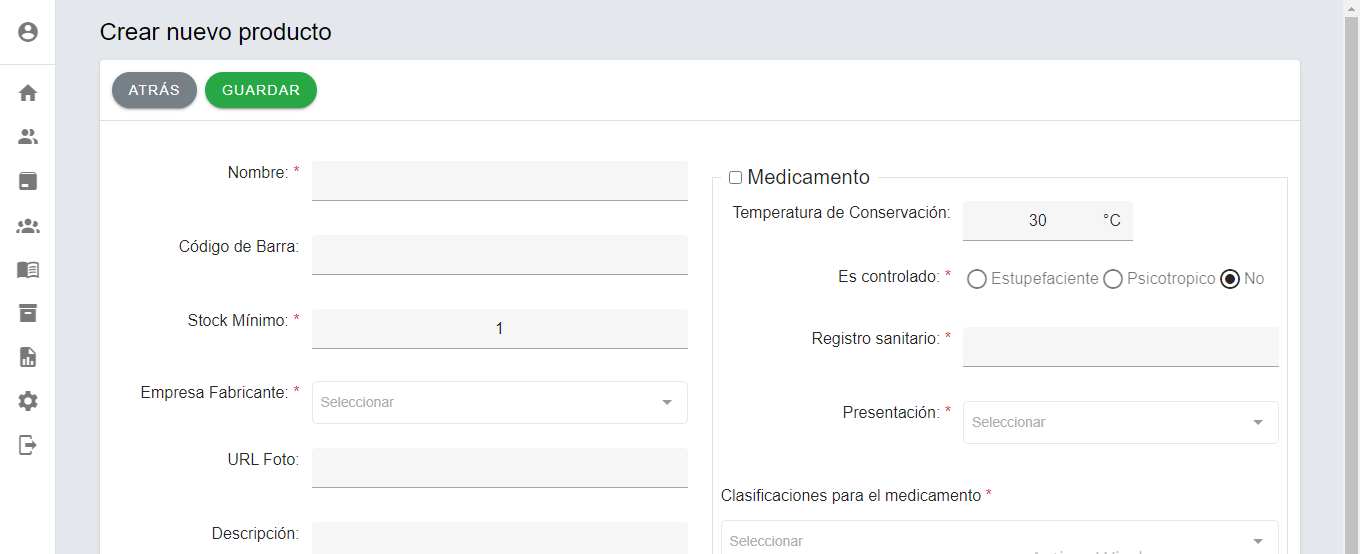 Crear nuevo producto
ATRÁS GUARDAR
Nombre: *
Código de Barra:
Stock Mínimo: * 1
Empresa Fabricante: * Seleccionar
URL Foto:
Descripción:
Medicamento
Temperatura de Conservación: 30 °C
Es controlado: * Estupefaciente Psicotropico No
Registro sanitario: *
Presentación: * Seleccionar
Clasificaciones para el medicamento *
Seleccionar